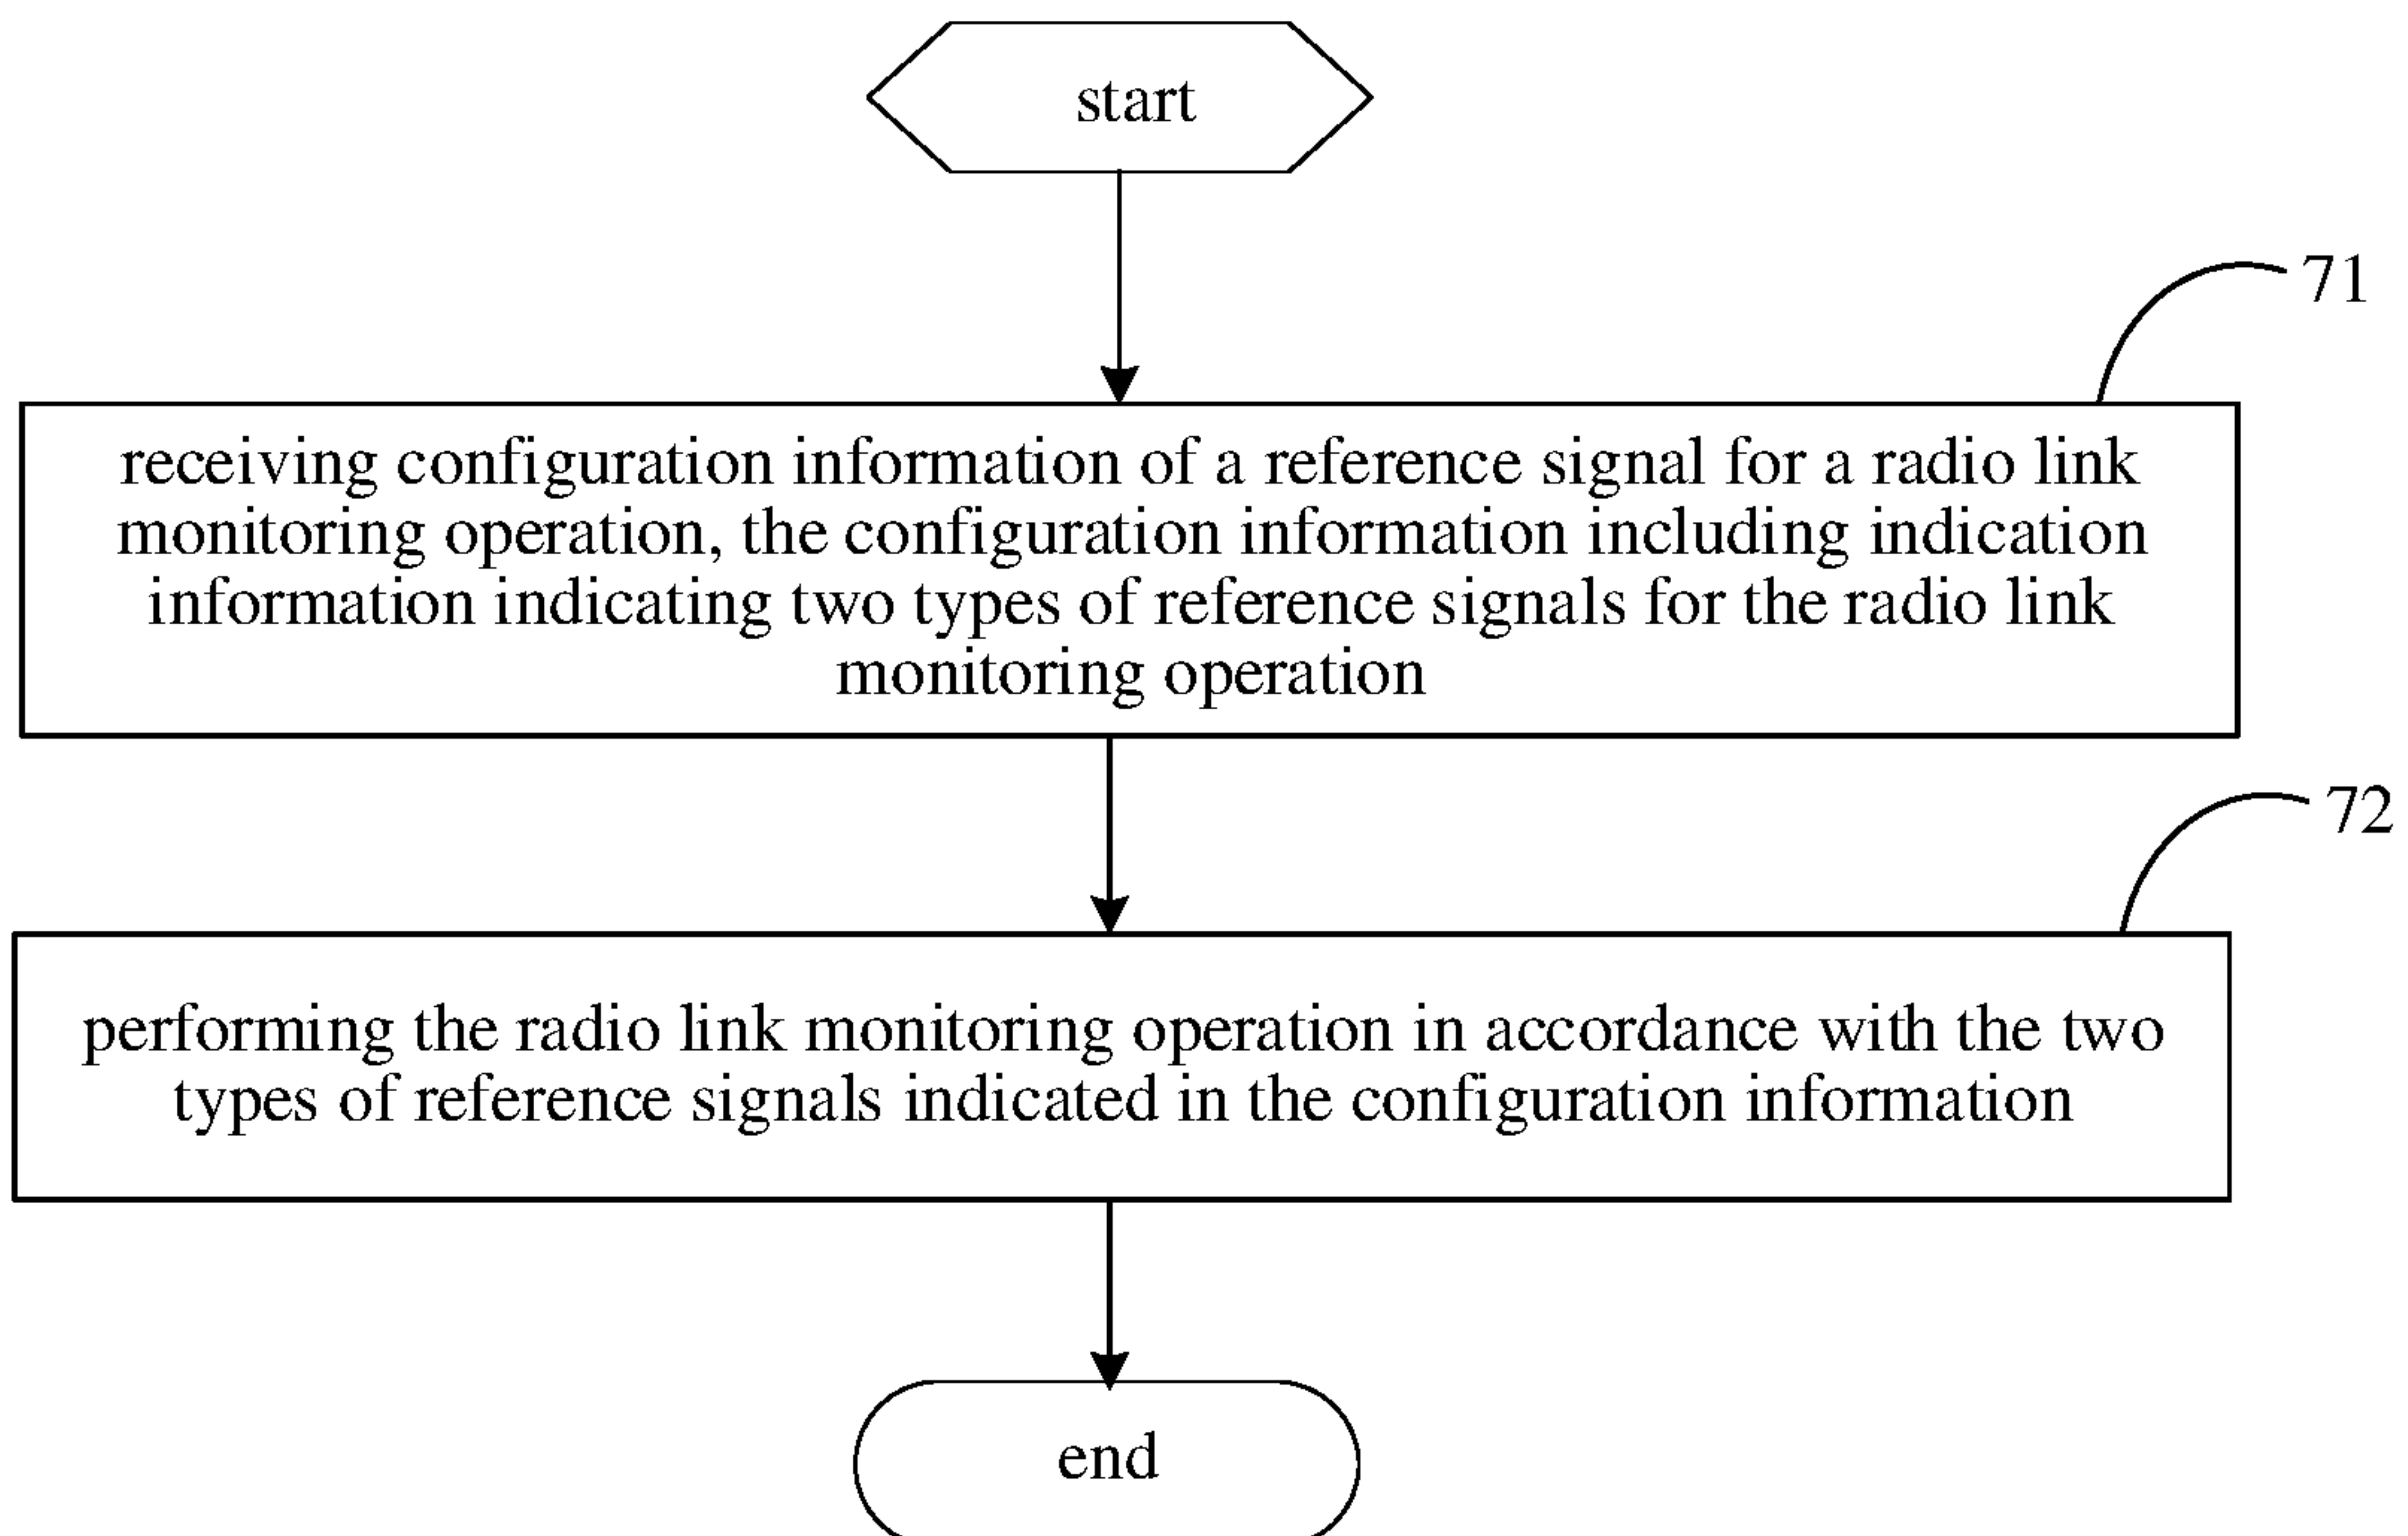 start
71
receiving configuration information of a reference signal for a radio link
monitoring operation, the configuration information including indication
information indicating two types of reference signals for the radio link
monitoring operation
72
performing the radio link monitoring operation in accordance with the two
types of reference signals indicated in the configuration information
end